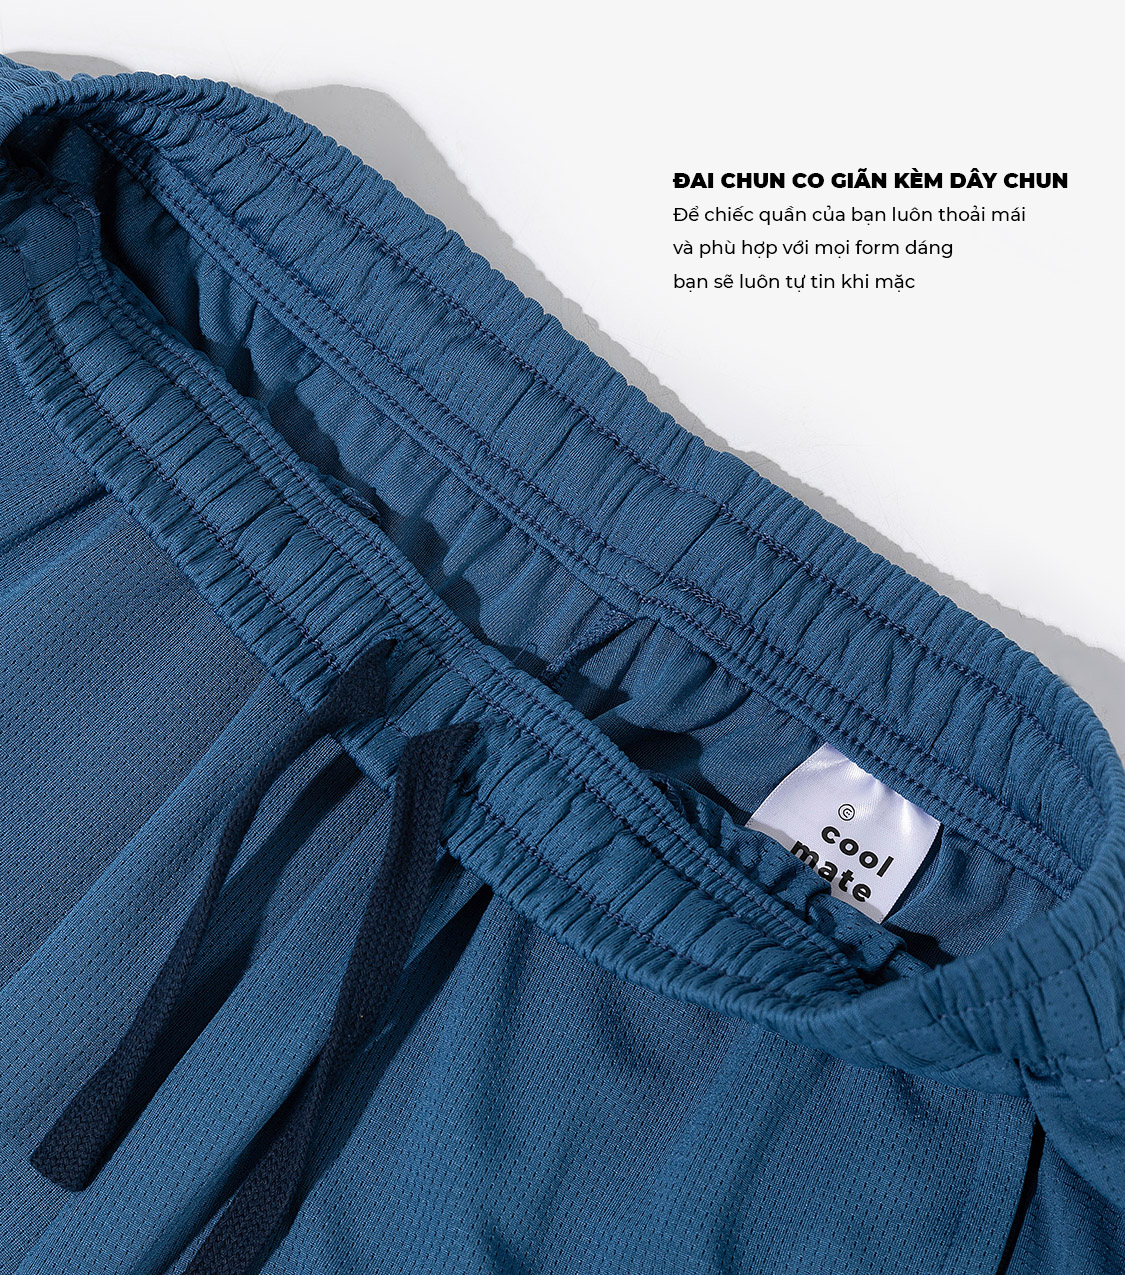 ĐAI CHUN CO GIÃN KÈM DÂY CHUN
Để chiếc quần của bạn luôn thoải mái
và phù hợp với mọi form dáng
bạn sẽ luôn tự tin khi mặc
cool
mate